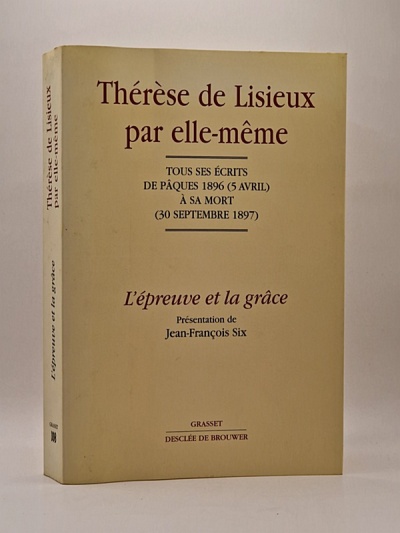 Thérèse de Lisieux
par elle-même
TOUS SES ÉCRITS
DE PÂQUES 1896 (5 AVRIL)
À SA MORT
(30 SEPTEMBRE 1897)
L'épreuve et la grâce
Présentation de
Jean-François Six
GRASSET
DESCLÉE DE BROUWER
Thérèse de Lisieux
par elle-même
L'épreuve et la grâce
GRASSET